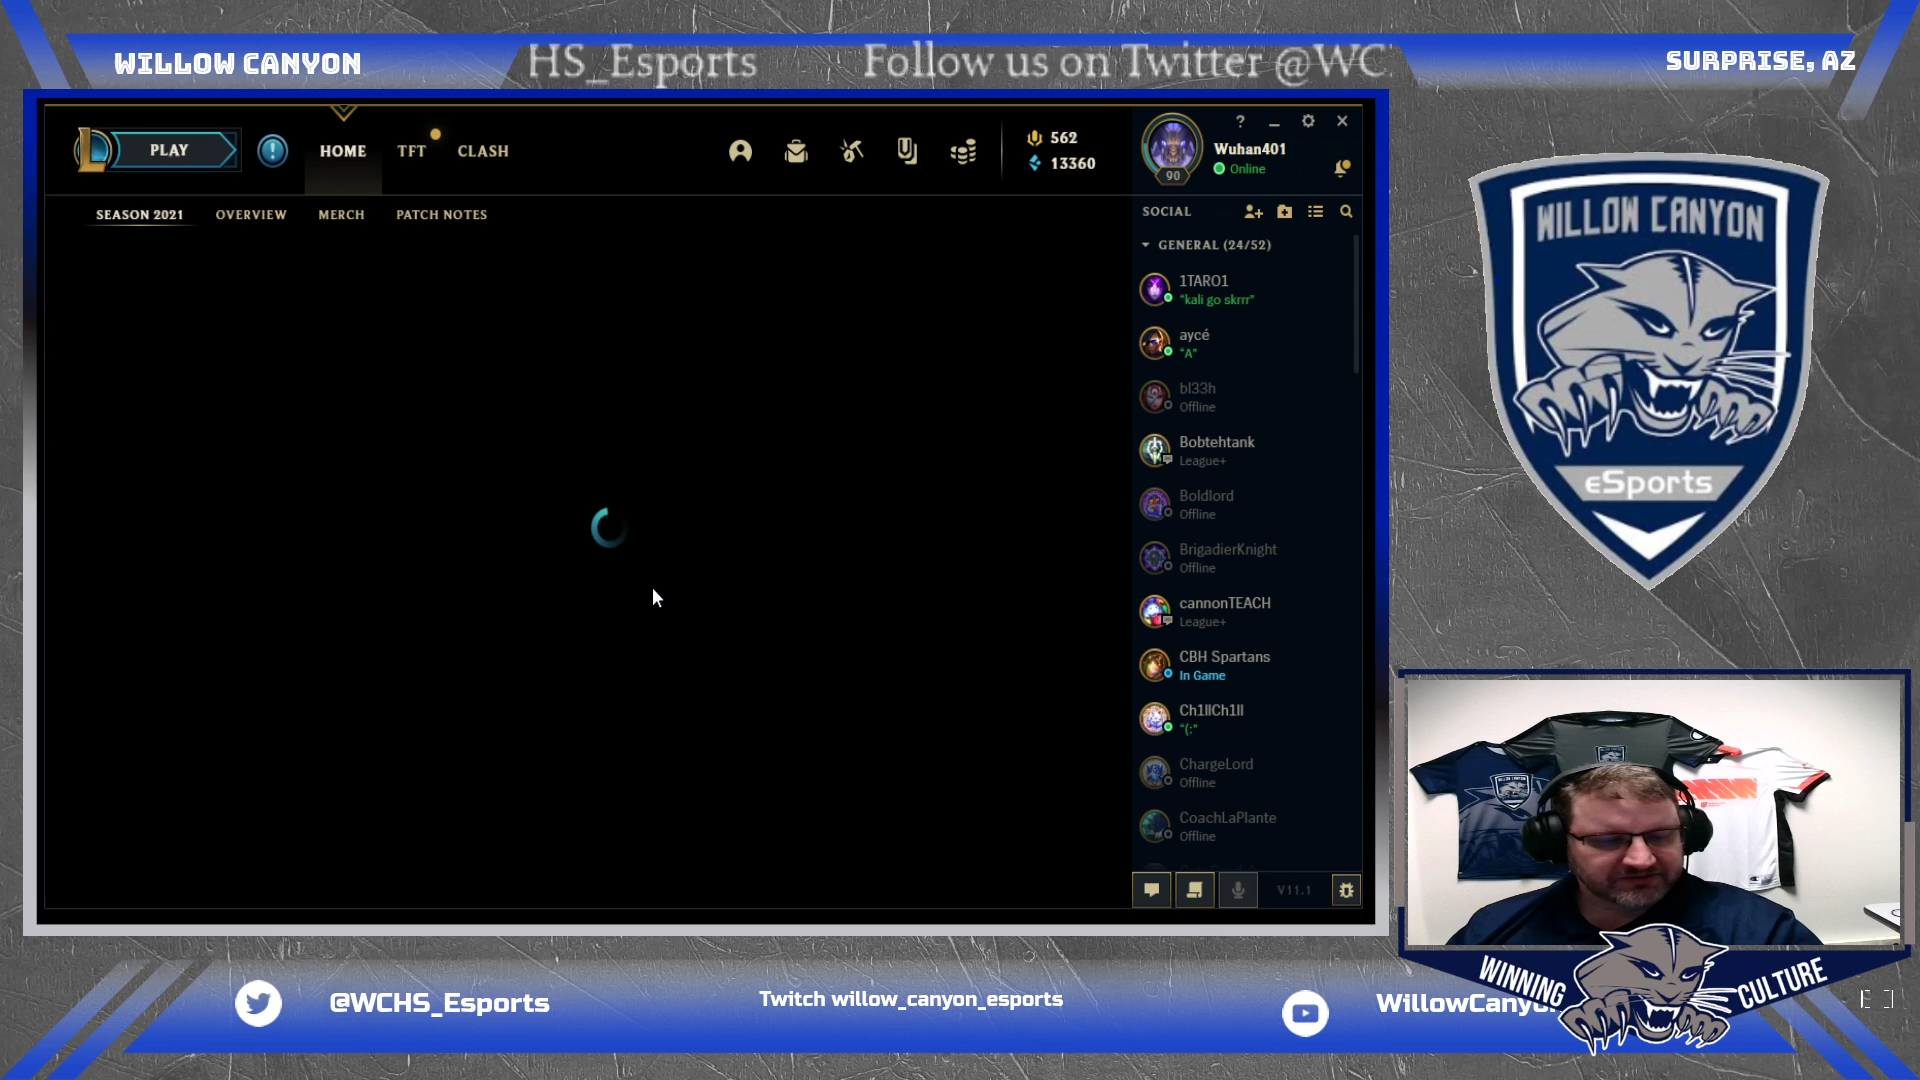 WILLOW CANYON
HS_Esports
Follow us on Twitter @WC
SURPRISE, AZ
PLAY
HOME
TFT
CLASH
562
13360
90
Wuhan401
Online
?
SEASON 2021
OVERVIEW
MERCH
PATCH NOTES
SOCIAL
GENERAL (24/52)
1TARO1
"kali go skrrr"
aycé
"A"
bl33h
Offline
Bobtehtank
League+
Boldlord
Offline
BrigadierKnight
Offline
cannonTEACH
League+
CBH Spartans
In Game
Ch1llCh1ll
"(:"
ChargeLord
Offline
CoachLaPlante
Offline
V11.1
WILLOW CANYON
eSports
WILLOW CANYON
WINNING
CULTURE
@WCHS_Esports
Twitch willow_canyon_esports
WillowCanyo